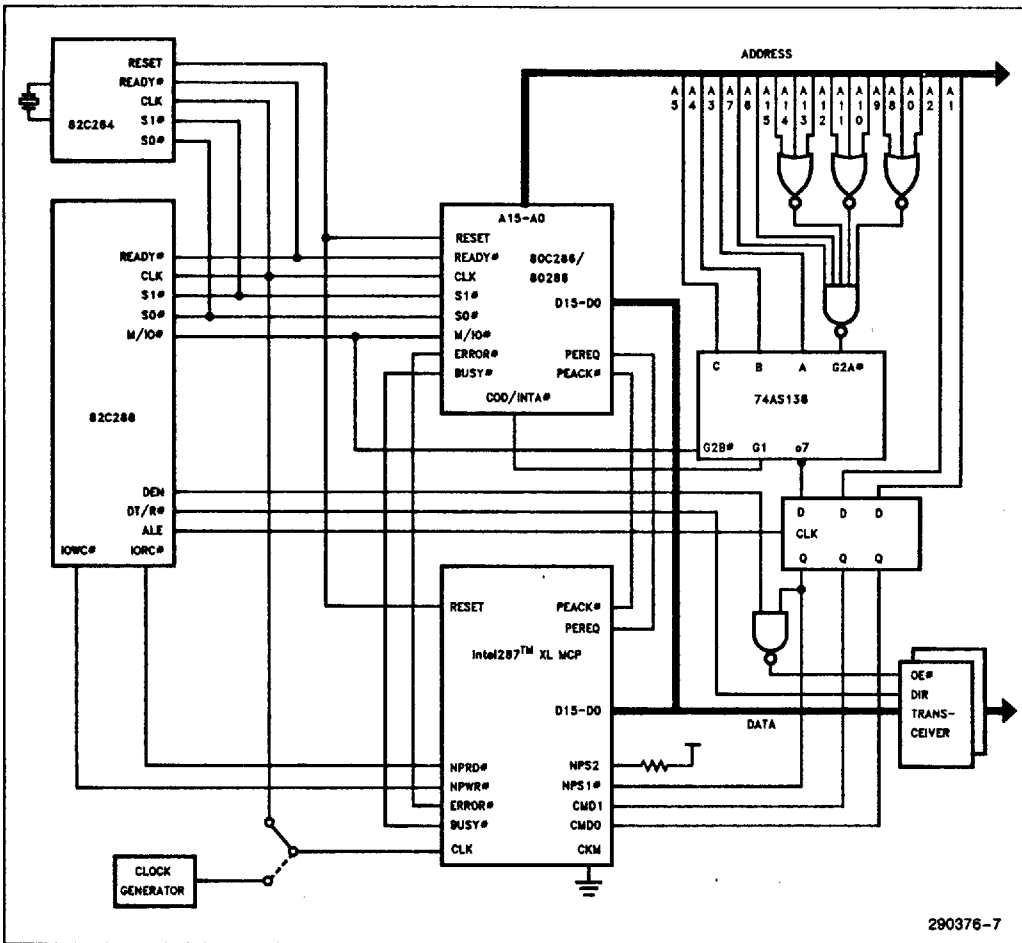 ADDRESS
A5
A4
A3
A7
A6
A15
A14
A13
A12
A11
A10
A9
A8
A0
A2
A1
82C284
RESET
READY#
CLK
S1#
S0#
82C288
READY#
CLK
S1#
S0#
M/IO#
DEN
DT/R#
ALE
IOWC#
IORC#
A15-A0
80C286/
80286
RESET
READY#
CLK
S1#
S0#
M/IO#
ERROR#
BUSY#
D15-D0
PEREQ
PEACK#
COD/INTA#
C
B
A
G2A#
74AS138
G2B#
G1
o7
D
D
D
CLK
Q
Q
Q
RESET
PEACK#
PEREQ
Intel287™ XL MCP
D15-D0
NPRD#
NPWR#
ERROR#
BUSY#
CLK
NPS2
NPS1#
CMD1
CMD0
CKM
OE#
DIR
TRANS-
CEIVER
DATA
CLOCK
GENERATOR
290376-7